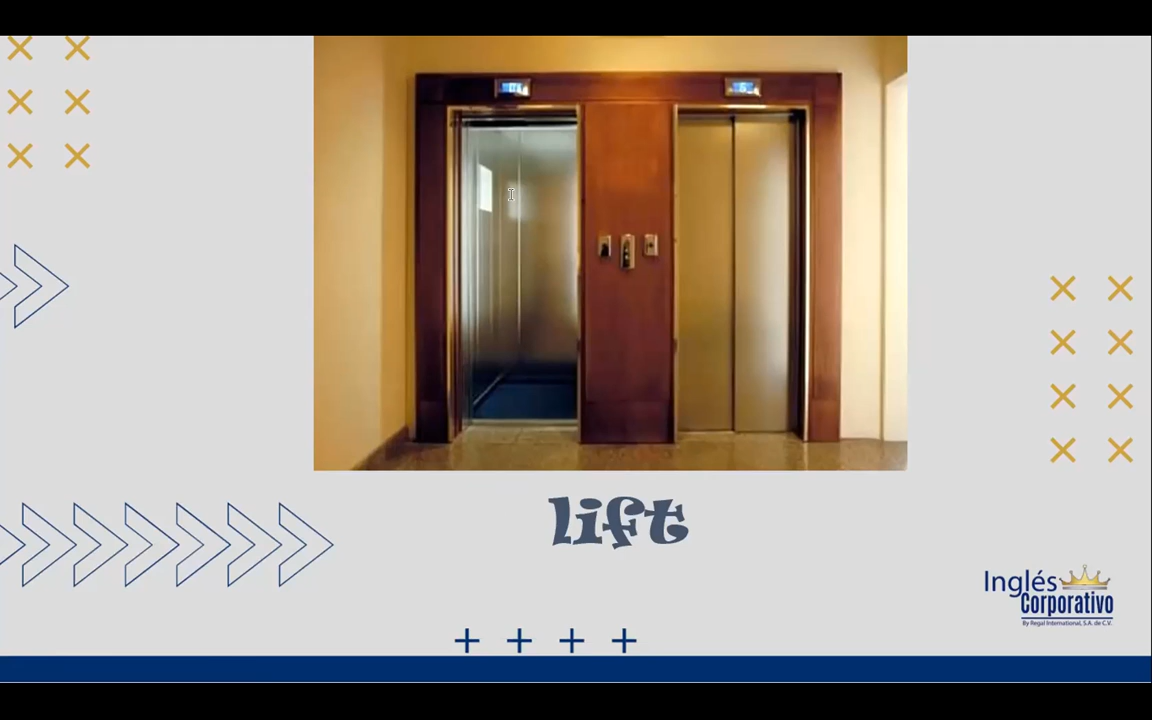 lift
Inglés
Corporativo
By Regal International, S.A. de C.V.